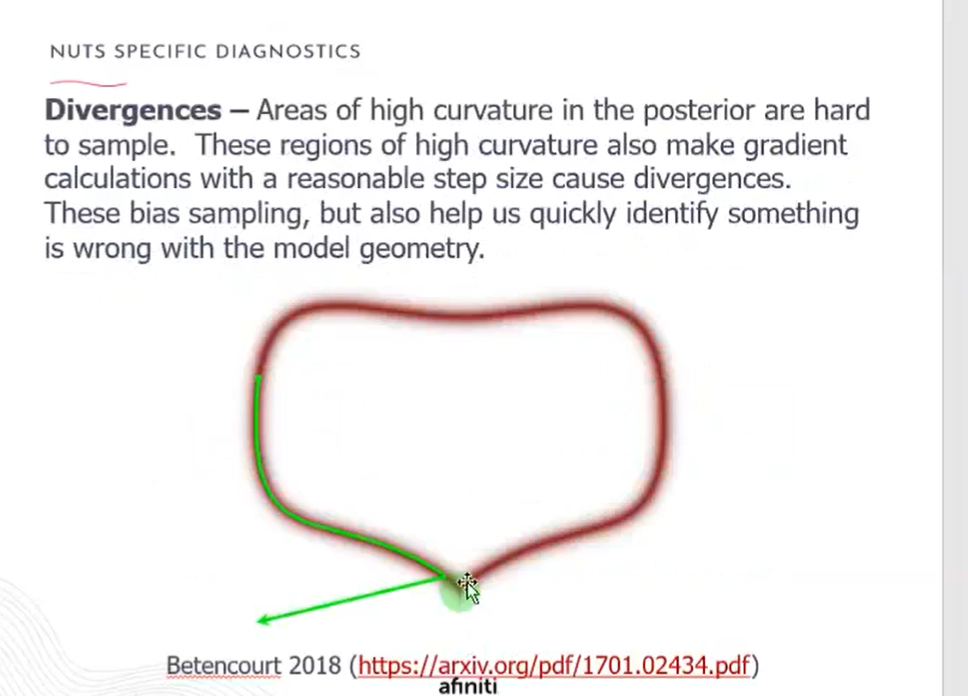 NUTS SPECIFIC DIAGNOSTICS
Divergences – Areas of high curvature in the posterior are hard
to sample.  These regions of high curvature also make gradient
calculations with a reasonable step size cause divergences.
These bias sampling, but also help us quickly identify something
is wrong with the model geometry.
Betencourt 2018 (https://arxiv.org/pdf/1701.02434.pdf)
afiniti